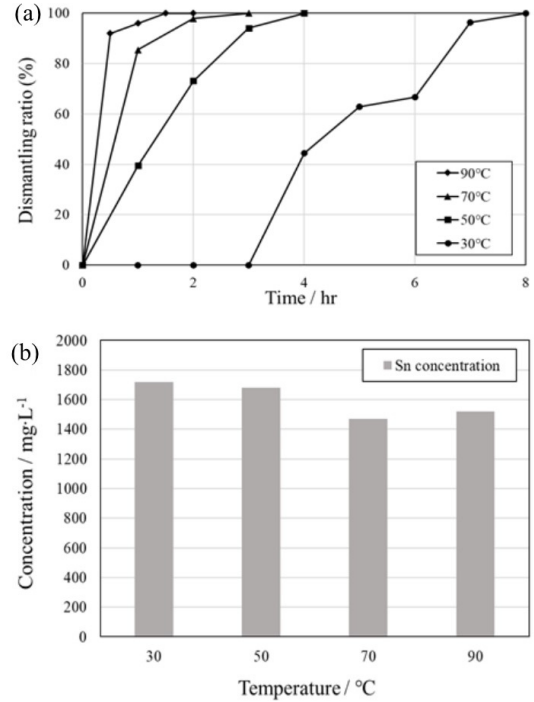 (a)
Dismantling ratio (%)
100
80
60
40
20
0
90℃
70℃
50℃
30℃
0 2 4 6 8
Time / hr
(b)
Concentration / mg·L⁻¹
2000
1800
1600
1400
1200
1000
800
600
400
200
0
Sn concentration
30 50 70 90
Temperature / ℃